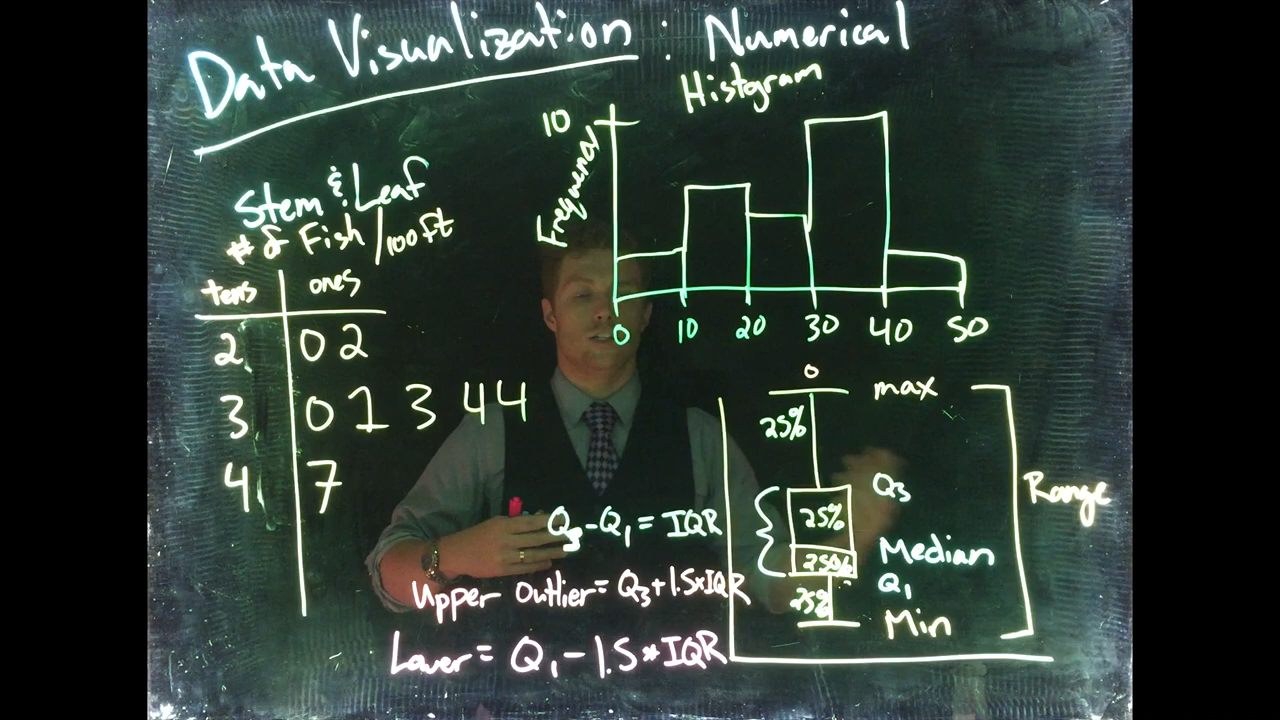 Data Visualization: Numerical
Histogram
10
Frequency
0 10 20 30 40 50
Stem & Leaf
# of Fish/100ft
tens ones
2 0 2
3 0 1 3 4 4
4 7
max
25%
Q3
25%
Median
25%
Q1
25%
Min
Range
Q3-Q1=IQR
Upper Outlier=Q3+1.5*IQR
Lower=Q1-1.5*IQR